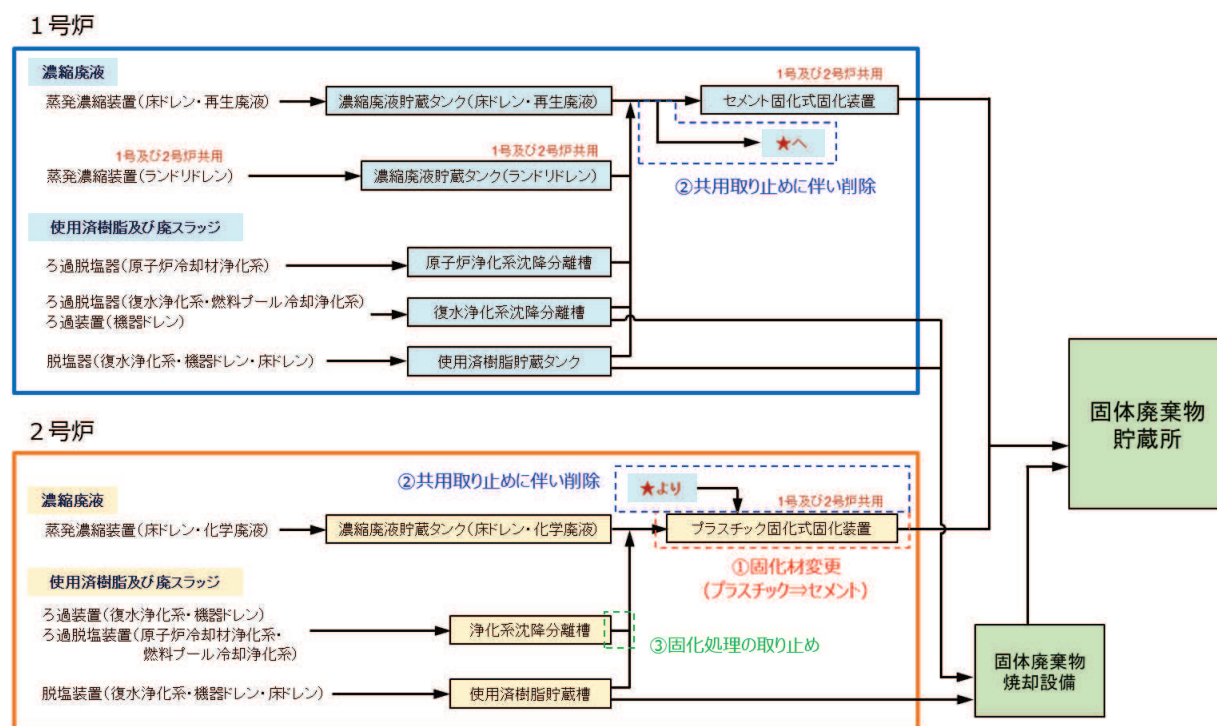 1号炉
濃縮廃液
1号及び2号炉共用
蒸発濃縮装置(床ドレン・再生廃液)
濃縮廃液貯蔵タンク(床ドレン・再生廃液)
セメント固化式固化装置
★へ
1号及び2号炉共用
1号及び2号炉共用
蒸発濃縮装置(ランドリドレン)
濃縮廃液貯蔵タンク(ランドリドレン)
②共用取り止めに伴い削除
使用済樹脂及び廃スラッジ
ろ過脱塩器(原子炉冷却材浄化系)
原子炉浄化系沈降分離槽
ろ過脱塩器(復水浄化系・燃料プール冷却浄化系)
ろ過装置(機器ドレン)
復水浄化系沈降分離槽
脱塩器(復水浄化系・機器ドレン・床ドレン)
使用済樹脂貯蔵タンク
固体廃棄物
貯蔵所
2号炉
②共用取り止めに伴い削除
★より
濃縮廃液
1号及び2号炉共用
蒸発濃縮装置(床ドレン・化学廃液)
濃縮廃液貯蔵タンク(床ドレン・化学廃液)
プラスチック固化式固化装置
①固化材変更
(プラスチック⇒セメント)
使用済樹脂及び廃スラッジ
ろ過装置(復水浄化系・機器ドレン)
ろ過脱塩装置(原子炉冷却材浄化系・
燃料プール冷却浄化系)
浄化系沈降分離槽
③固化処理の取り止め
脱塩装置(復水浄化系・機器ドレン・床ドレン)
使用済樹脂貯蔵槽
固体廃棄物
焼却設備